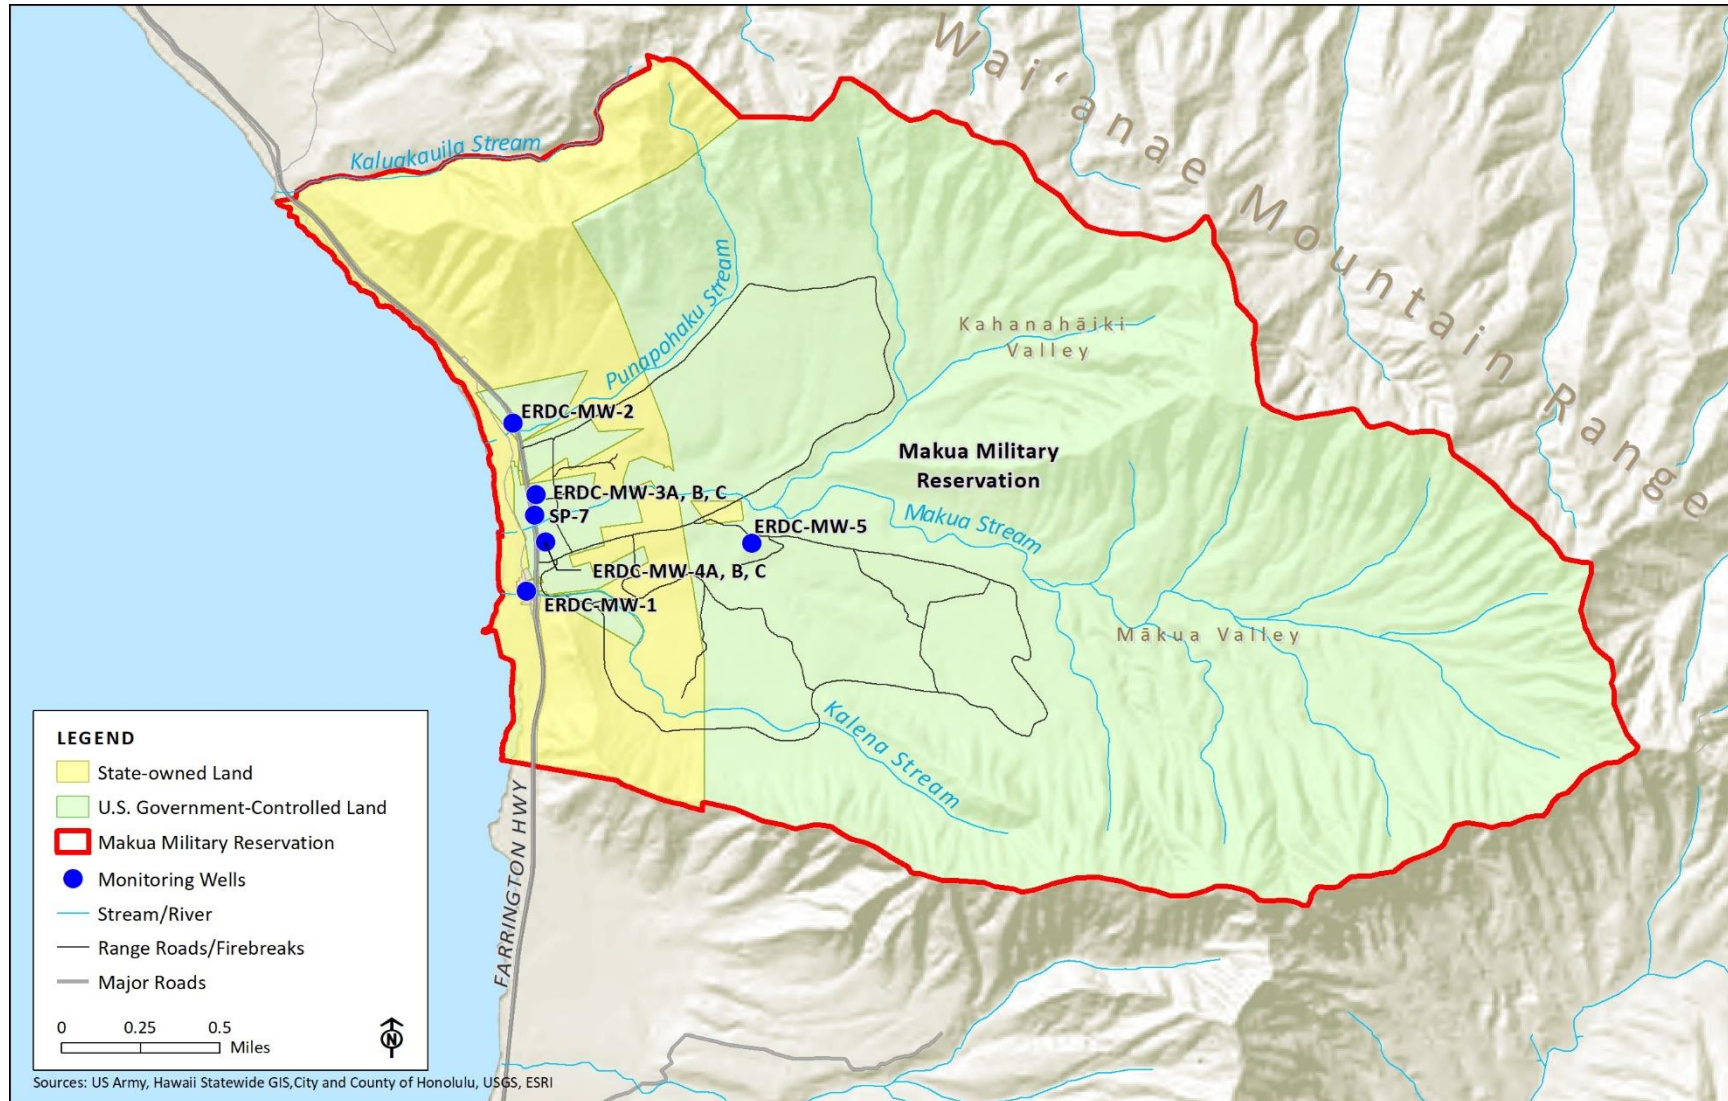 Wai‘anae Mountain Range
Kaluakauila Stream
Punapohaku Stream
Kahanahāiki
Valley
ERDC-MW-2
Makua Military
Reservation
ERDC-MW-3A, B, C
SP-7
Makua Stream
ERDC-MW-5
ERDC-MW-4A, B, C
ERDC-MW-1
Mākua Valley
Kalena Stream
FARRINGTON HWY
LEGEND
State-owned Land
U.S. Government-Controlled Land
Makua Military Reservation
Monitoring Wells
Stream/River
Range Roads/Firebreaks
Major Roads
0 0.25 0.5
Miles
N
Sources: US Army, Hawaii Statewide GIS,City and County of Honolulu, USGS, ESRI